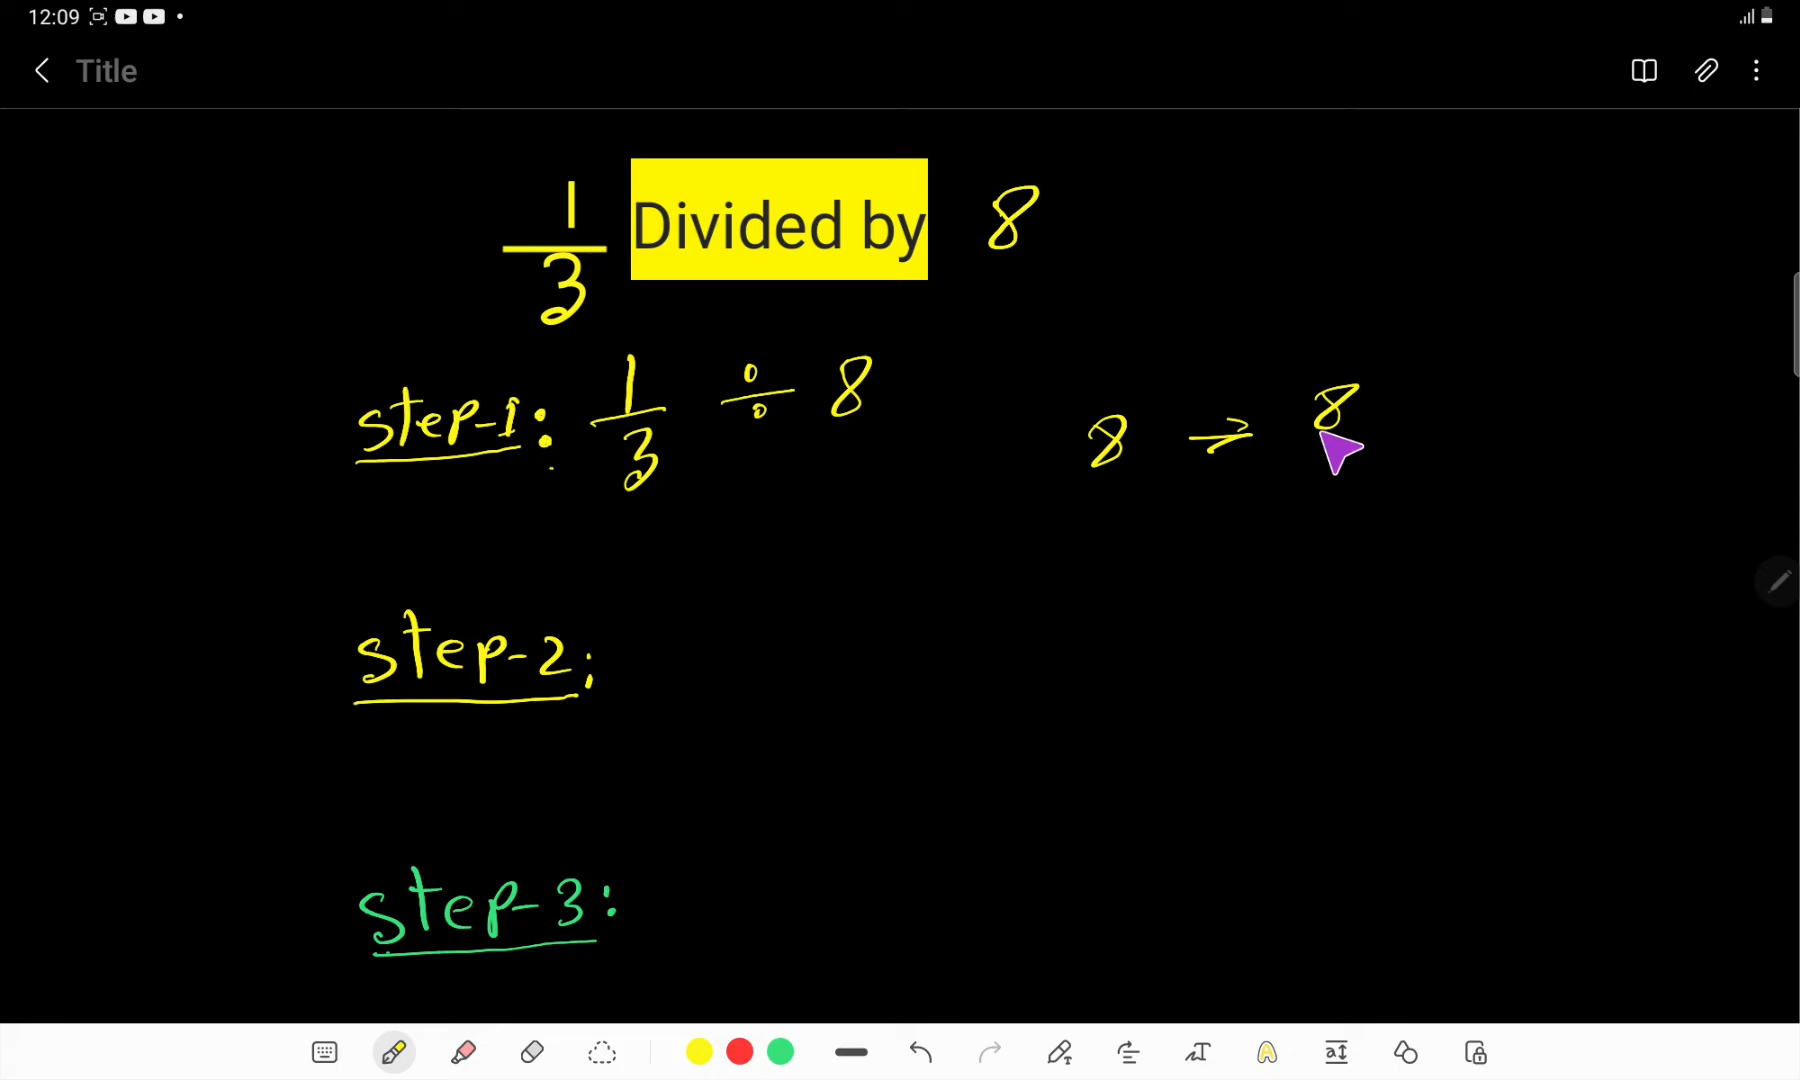 12:09
Title
1/3 Divided by 8
step-1: 1/3 ÷ 8 8 → 8
step-2:
step-3: